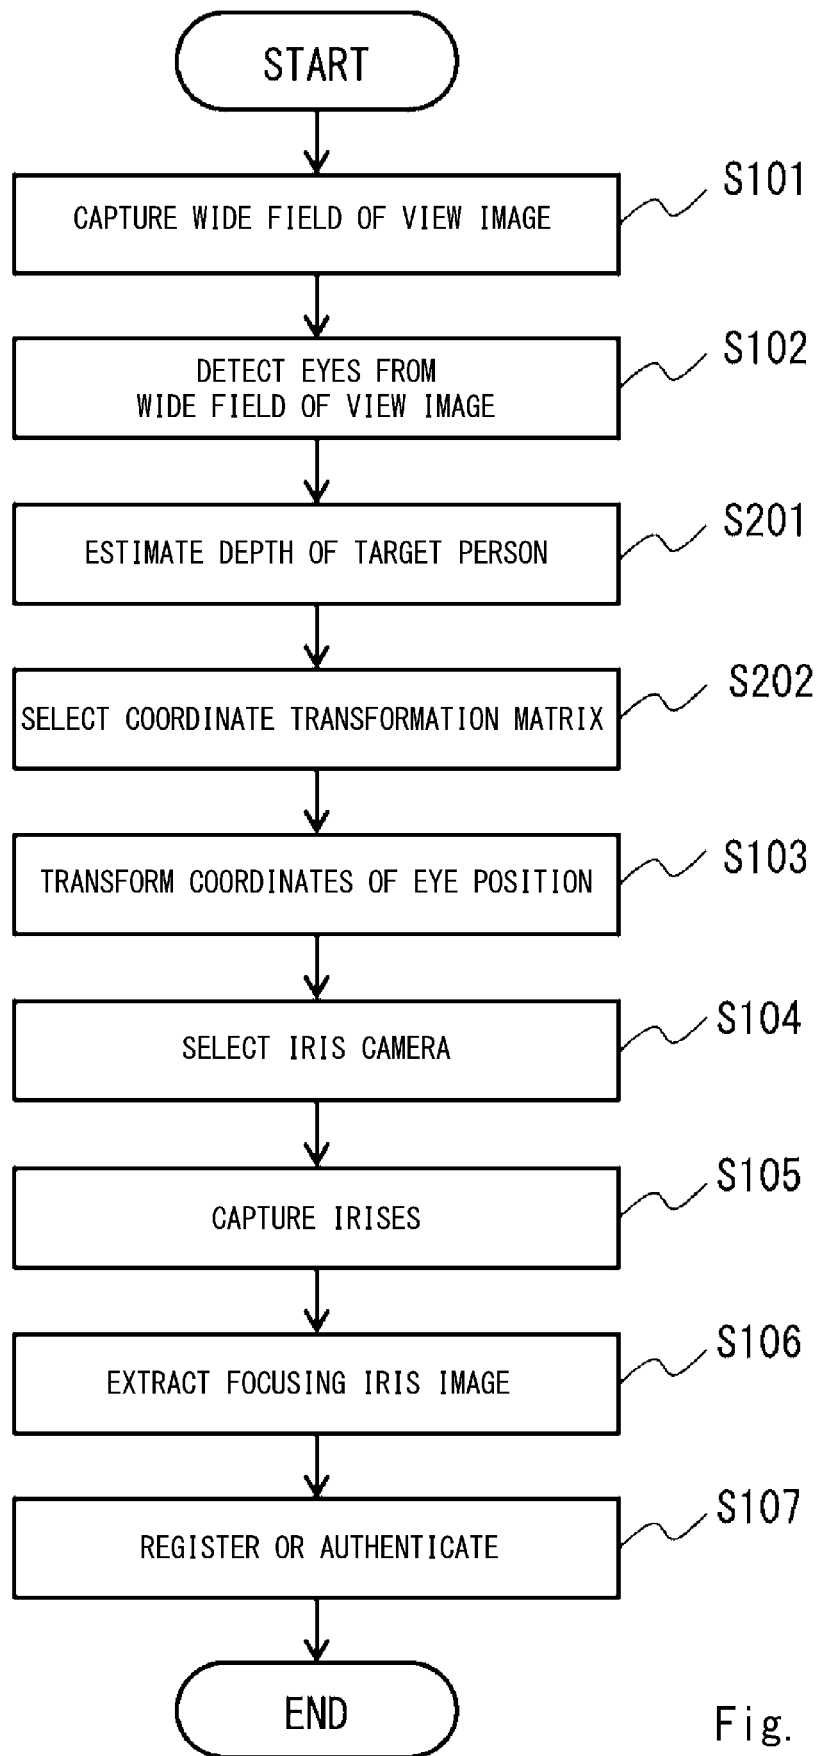 START
CAPTURE WIDE FIELD OF VIEW IMAGE
S101
DETECT EYES FROM
WIDE FIELD OF VIEW IMAGE
S102
ESTIMATE DEPTH OF TARGET PERSON
S201
SELECT COORDINATE TRANSFORMATION MATRIX
S202
TRANSFORM COORDINATES OF EYE POSITION
S103
SELECT IRIS CAMERA
S104
CAPTURE IRISES
S105
EXTRACT FOCUSING IRIS IMAGE
S106
REGISTER OR AUTHENTICATE
S107
END
Fig.